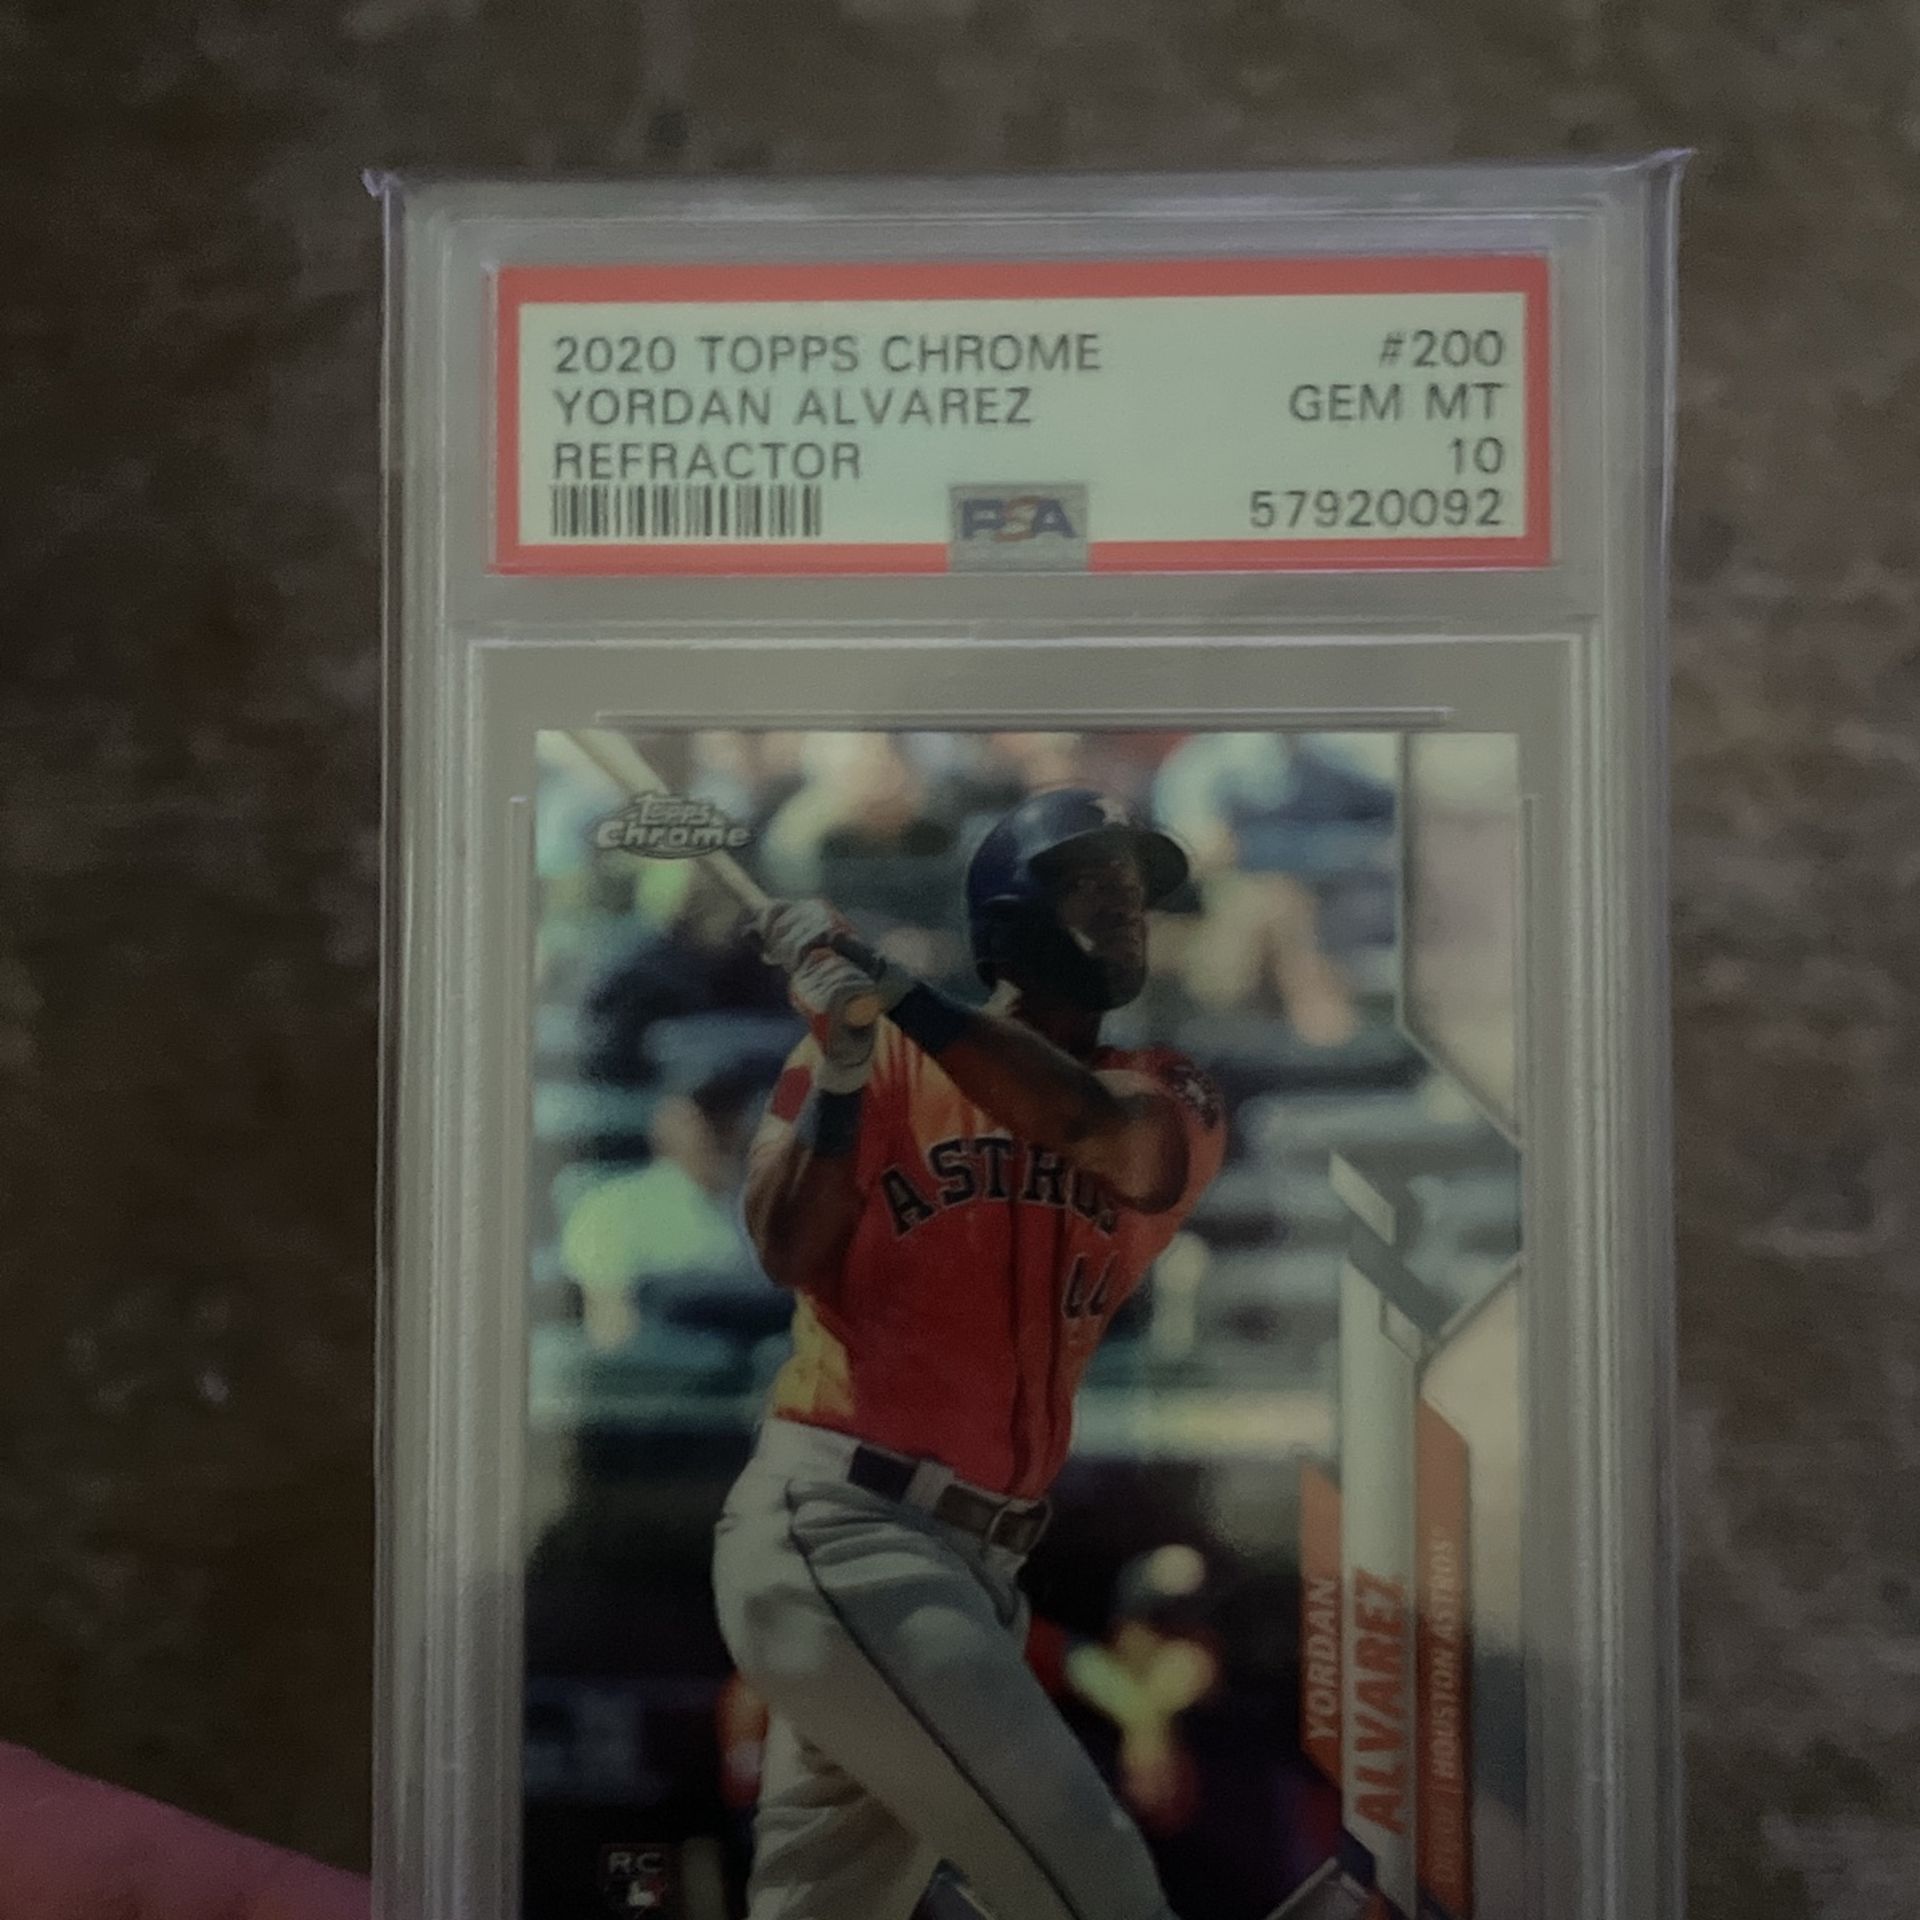 2020 TOPPS CHROME #200
YORDAN ALVAREZ GEM MT
REFRACTOR 10
PSA 57920092
Topps
Chrome
ASTROS
44
YORDAN
ALVAREZ
HOUSTON ASTROS
RC